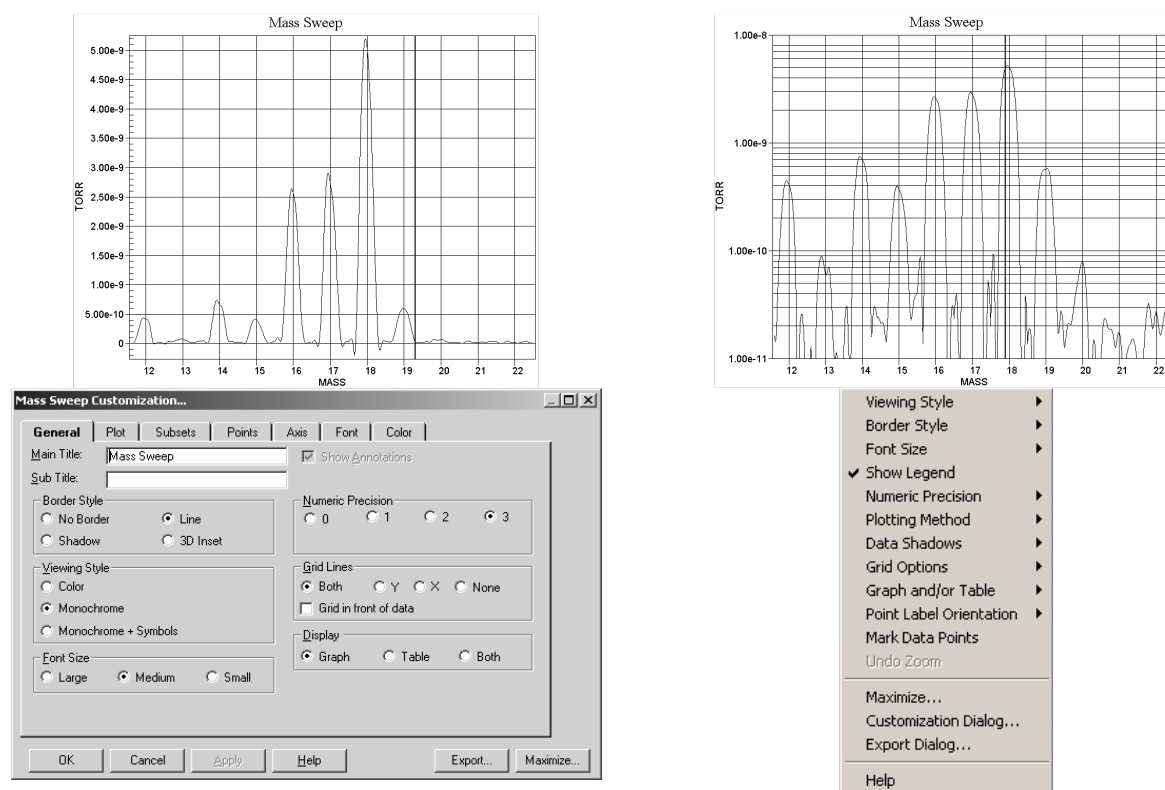 Mass Sweep
5.00e-9
4.50e-9
4.00e-9
3.50e-9
3.00e-9
2.50e-9
2.00e-9
1.50e-9
1.00e-9
5.00e-10
0
TORR
12 13 14 15 16 17 18 19 20 21 22
MASS
Mass Sweep
1.00e-8
1.00e-9
1.00e-10
1.00e-11
TORR
12 13 14 15 16 17 18 19 20 21 22
MASS
Mass Sweep Customization...
General Plot Subsets Points Axis Font Color
Main Title: Mass Sweep
Show Annotations
Sub Title:
Border Style
No Border Line
Shadow 3D Inset
Numeric Precision
0 1 2 3
Viewing Style
Color
Monochrome
Monochrome + Symbols
Grid Lines
Both Y X None
Grid in front of data
Font Size
Large Medium Small
Display
Graph Table Both
OK Cancel Apply Help Export... Maximize...
Viewing Style
Border Style
Font Size
Show Legend
Numeric Precision
Plotting Method
Data Shadows
Grid Options
Graph and/or Table
Point Label Orientation
Mark Data Points
Undo Zoom
Maximize...
Customization Dialog...
Export Dialog...
Help